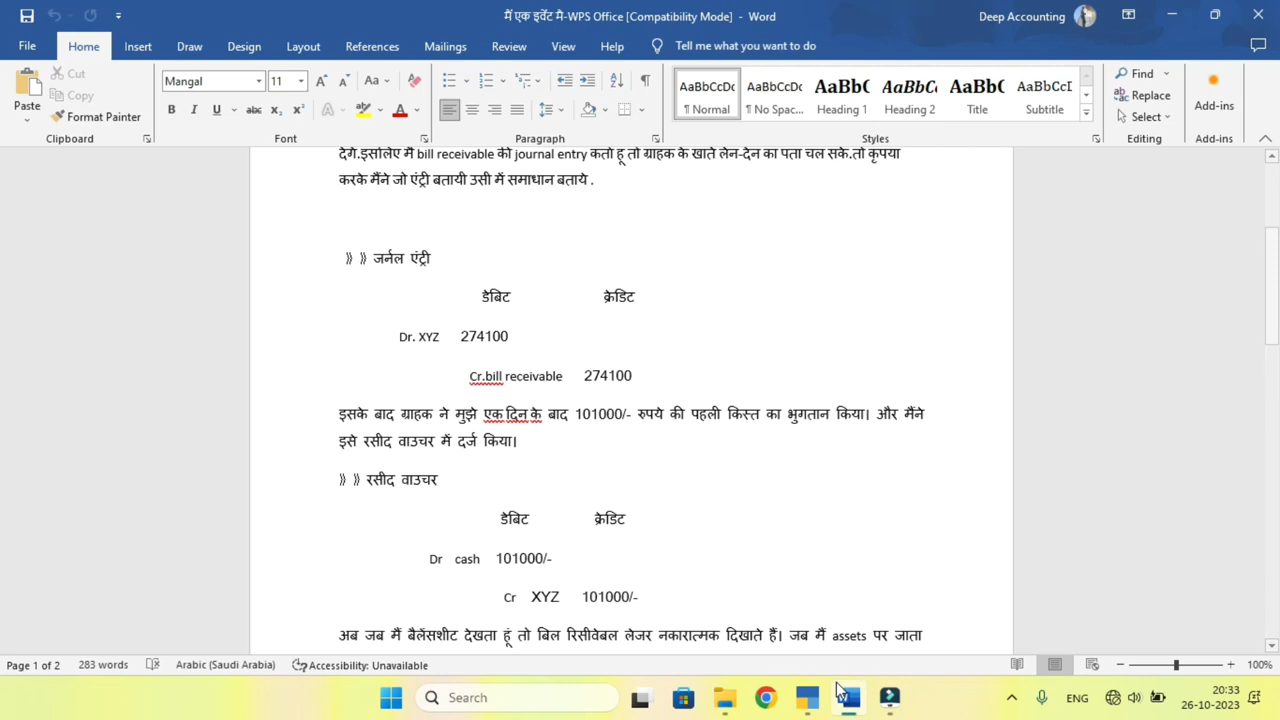 मैं एक इवेंट मै-WPS Office [Compatibility Mode] - Word
Deep Accounting
File Home Insert Draw Design Layout References Mailings Review View Help Tell me what you want to do
Paste
Cut
Copy
Format Painter
Clipboard
Mangal 11
Aa
B I U abc x₂ x² A A
Font
Paragraph
AaBbCcDc AaBbCcDc AaBbC AaBbCc AaBbC AaBbCcD
¶ Normal ¶ No Spac... Heading 1 Heading 2 Title Subtitle
Styles
Find
Replace
Select
Editing
Add-ins
Add-ins
देगे.इसलिए मैं bill receivable की journal entry कर्ता हू तो ग्राहक के खाते लेन-देन का पता चल सके.तो कृपया
करके मैंने जो एंट्री बतायी उसी में समाधान बताये .
》 》 जर्नल एंट्री
डेबिट क्रेडिट
Dr. XYZ 274100
Cr.bill receivable 274100
इसके बाद ग्राहक ने मुझे एक दिन के बाद 101000/- रुपये की पहली किस्त का भुगतान किया। और मैंने
इसे रसीद वाउचर में दर्ज किया।
》 》 रसीद वाउचर
डेबिट क्रेडिट
Dr cash 101000/-
Cr XYZ 101000/-
अब जब मैं बैलेंसशीट देखता हूं तो बिल रिसीवेबल लेजर नकारात्मक दिखाते हैं। जब मैं assets पर जाता
Page 1 of 2 283 words Arabic (Saudi Arabia) Accessibility: Unavailable 100%
Search
ENG
20:33
26-10-2023